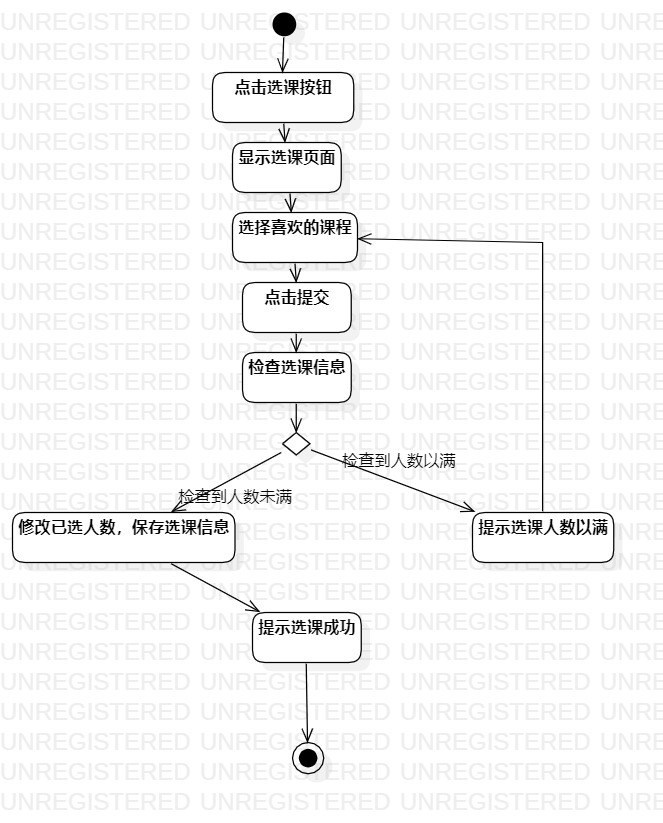 点击选课按钮
显示选课页面
选择喜欢的课程
点击提交
检查选课信息
检查到人数以满
检查到人数未满
修改已选人数，保存选课信息
提示选课人数以满
提示选课成功
UNREGISTERED